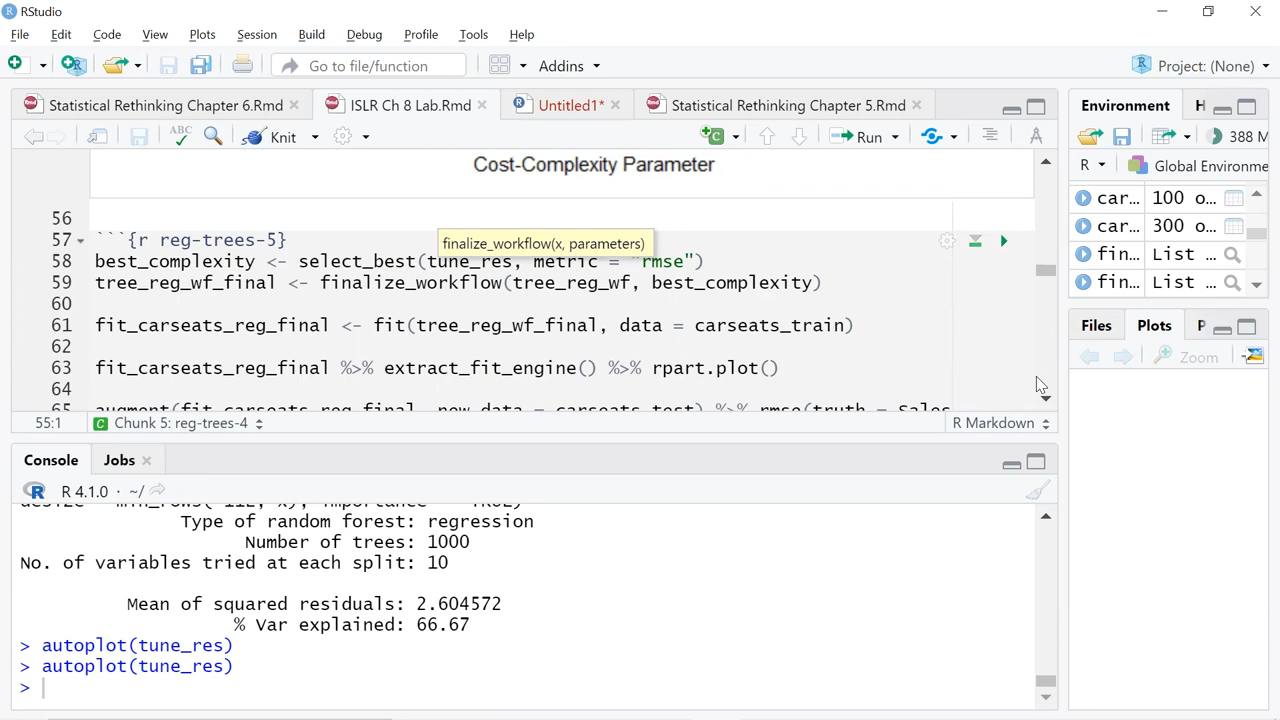 RStudio
File Edit Code View Plots Session Build Debug Profile Tools Help
Go to file/function Addins Project: (None)
Statistical Rethinking Chapter 6.Rmd ISLR Ch 8 Lab.Rmd Untitled1* Statistical Rethinking Chapter 5.Rmd
ABC Knit Run
Cost-Complexity Parameter
56
57 ```{r reg-trees-5}
finalize_workflow(x, parameters)
58 best_complexity <- select_best(tune_res, metric = "rmse")
59 tree_reg_wf_final <- finalize_workflow(tree_reg_wf, best_complexity)
60
61 fit_carseats_reg_final <- fit(tree_reg_wf_final, data = carseats_train)
62
63 fit_carseats_reg_final %>% extract_fit_engine() %>% rpart.plot()
64
65 augment(fit_carseats_reg_final, new_data = carseats_test) %>% rmse(truth = Sales
55:1 Chunk 5: reg-trees-4 R Markdown
Console Jobs
R 4.1.0 · ~/
Type of random forest: regression
Number of trees: 1000
No. of variables tried at each split: 10
Mean of squared residuals: 2.604572
% Var explained: 66.67
> autoplot(tune_res)
> autoplot(tune_res)
>
Environment H
388 M
R Global Environme
car... 100 o...
car... 300 o...
fin... List ...
fin... List ...
Files Plots P
Zoom